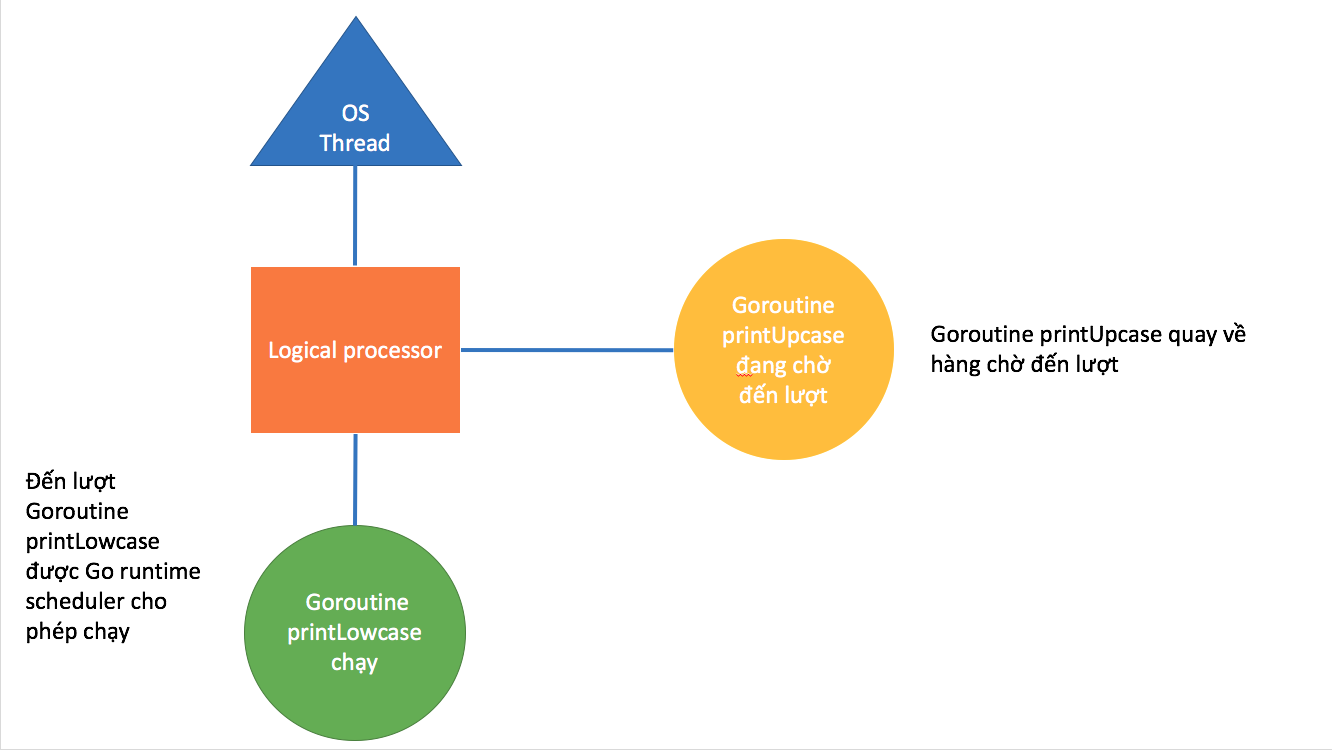 OS
Thread
Logical processor
Goroutine
printUpcase
đang chờ
đến lượt
Goroutine printUpcase quay về
hàng chờ đến lượt
Đến lượt
Goroutine
printLowcase
được Go runtime
scheduler cho
phép chạy
Goroutine
printLowcase
chạy